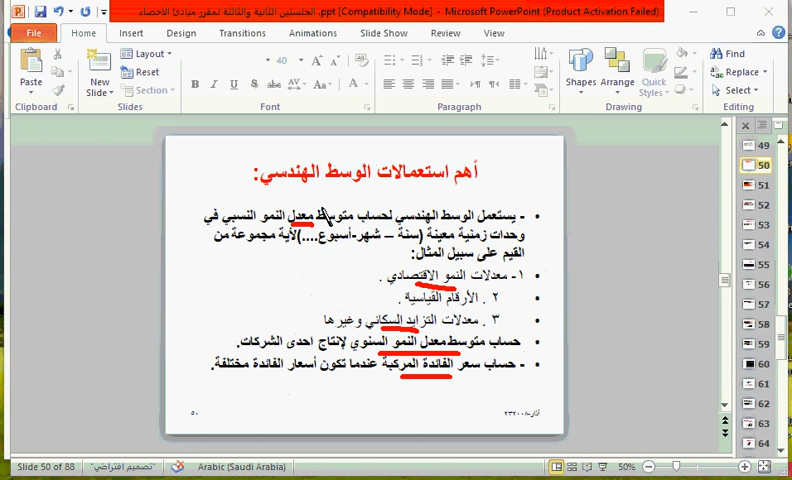 الجلستين الثانية والثالثة لمقرر مبادئ الاحصاء.ppt [Compatibility Mode] - Microsoft PowerPoint (Product Activation Failed)
File Home Insert Design Transitions Animations Slide Show Review View
Paste
Clipboard
New Slide
Layout
Reset
Section
Slides
40
Font
Paragraph
Shapes Arrange Quick Styles
Drawing
Find
Replace
Select
Editing
أهم استعمالات الوسط الهندسي:
• - يستعمل الوسط الهندسي لحساب متوسط معدل النمو النسبي في
وحدات زمنية معينة (سنة – شهر-أسبوع....)لأية مجموعة من
القيم على سبيل المثال:
• ١- معدلات النمو الاقتصادي .
• ٢ . الأرقام القياسية .
• ٣ . معدلات التزايد السكاني وغيرها
• حساب متوسط معدل النمو السنوي لإنتاج احدى الشركات.
• - حساب سعر الفائدة المركبة عندما تكون أسعار الفائدة مختلفة.
٥٠
49
50
51
52
53
54
55
56
57
58
59
60
61
62
63
64
Slide 50 of 88
"تصميم افتراضي"
Arabic (Saudi Arabia)
50%